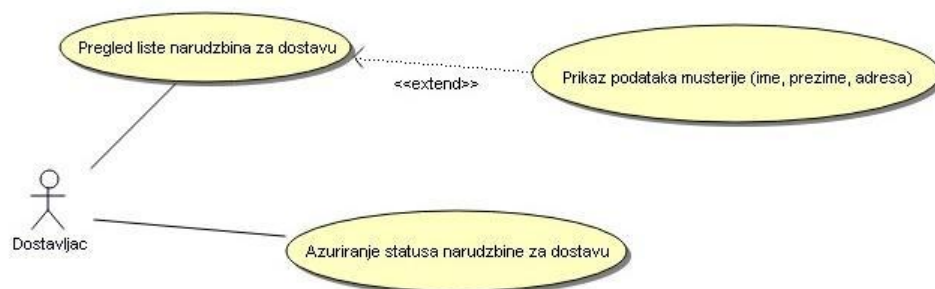 Pregled liste narudzbina za dostavu
Prikaz podataka musterije (ime, prezime, adresa)
<<extend>>
Dostavljac
Azuriranje statusa narudzbine za dostavu